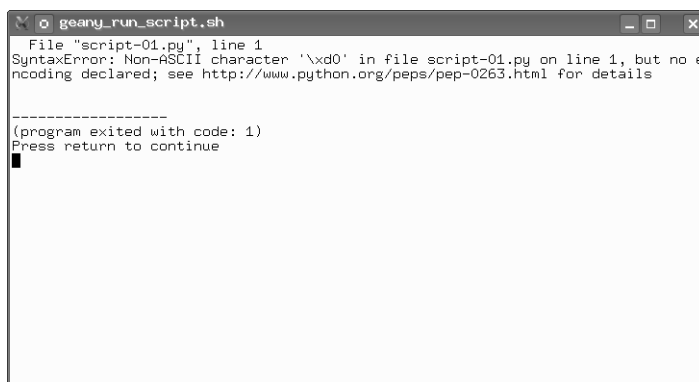 geany_run_script.sh
File "script-01.py", line 1
SyntaxError: Non-ASCII character '\xd0' in file script-01.py on line 1, but no e
ncoding declared; see http://www.python.org/peps/pep-0263.html for details
------------------
(program exited with code: 1)
Press return to continue